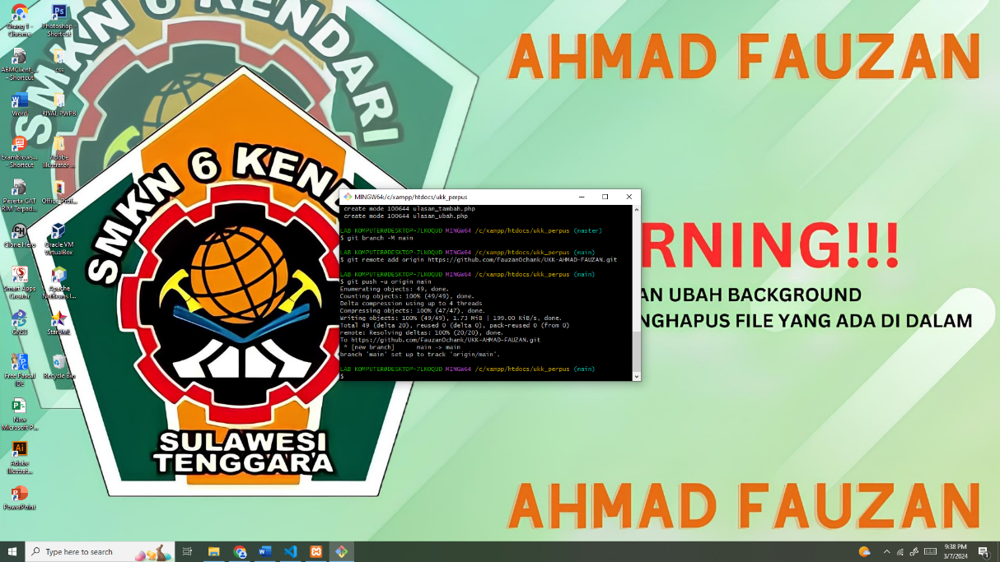 Orang 1 -
Chrome
Photoshop -
Shortcut
ABMClient_...
- Shortcut
css
Word
RIVAL PWPB
ExamBrows...
- Shortcut
Adobe
Illustrator ...
Peserta CAT
RIM Terpad...
Office Prof...
Clone Hero
Oracle VM
VirtualBox
Smart Apps
Creator
Apache
NetBeans I...
GNS3
StarUML
Free Pascal
IDE
Recycle Bin
New
Microsoft P...
Adobe
Illustrat...
PowerPoint
SMKN 6 KENDARI
SMKN 6 KEND
SULAWESI
TENGGARA
AHMAD FAUZAN
RNING!!!
AN UBAH BACKGROUND
NGHAPUS FILE YANG ADA DI DALAM
AHMAD FAUZAN
MINGW64:/c/xampp/htdocs/ukk_perpus
create mode 100644 ulasan_tambah.php
create mode 100644 ulasan_ubah.php
LAB KOMPUTER@DESKTOP-7LKOQUD MINGW64 /c/xampp/htdocs/ukk_perpus (master)
$ git branch -M main
LAB KOMPUTER@DESKTOP-7LKOQUD MINGW64 /c/xampp/htdocs/ukk_perpus (main)
$ git remote add origin https://github.com/FauzanOchank/UKK-AHMAD-FAUZAN.git
LAB KOMPUTER@DESKTOP-7LKOQUD MINGW64 /c/xampp/htdocs/ukk_perpus (main)
$ git push -u origin main
Enumerating objects: 49, done.
Counting objects: 100% (49/49), done.
Delta compression using up to 4 threads
Compressing objects: 100% (47/47), done.
Writing objects: 100% (49/49), 1.73 MiB | 199.00 KiB/s, done.
Total 49 (delta 20), reused 0 (delta 0), pack-reused 0 (from 0)
remote: Resolving deltas: 100% (20/20), done.
To https://github.com/FauzanOchank/UKK-AHMAD-FAUZAN.git
* [new branch] main -> main
branch 'main' set up to track 'origin/main'.
LAB KOMPUTER@DESKTOP-7LKOQUD MINGW64 /c/xampp/htdocs/ukk_perpus (main)
$
Type here to search
9:38 PM
3/7/2024
1